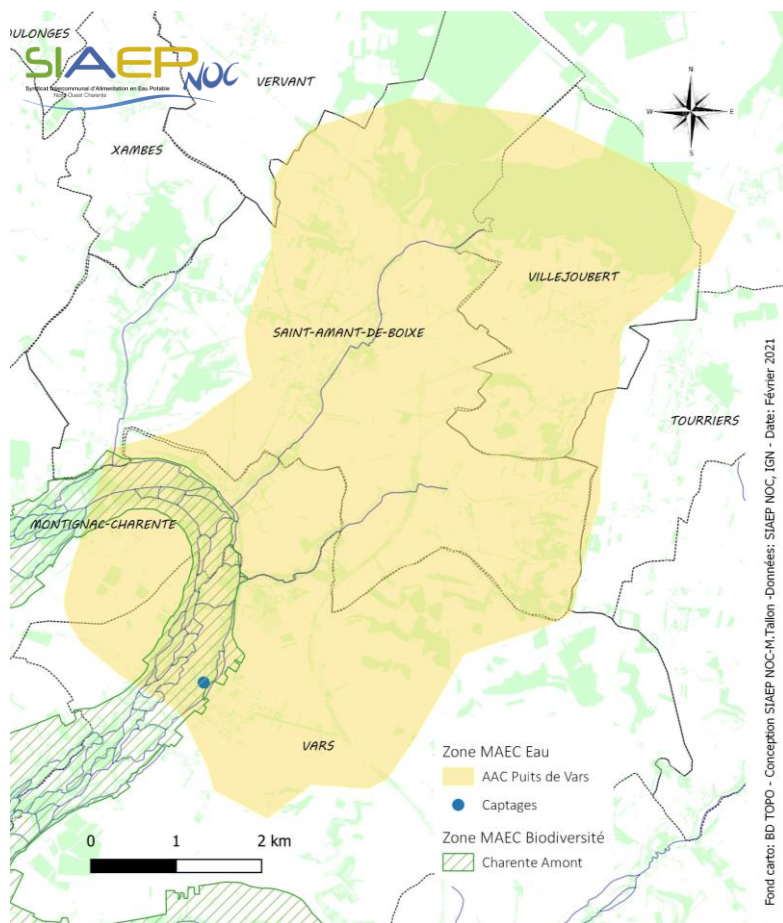 OULONGES
SIAEP NOC
Syndicat Intercommunal d'Alimentation en Eau Potable
Nord Ouest Charente
VERVANT
XAMBES
N
W E
S
VILLEJOUBERT
SAINT-AMANT-DE-BOIXE
TOURRIERS
MONTIGNAC-CHARENTE
VARS
Zone MAEC Eau
AAC Puits de Vars
Captages
Zone MAEC Biodiversité
Charente Amont
0 1 2 km
Fond carto: BD TOPO - Conception SIAEP NOC-M.Tallon -Données: SIAEP NOC, IGN - Date: Février 2021